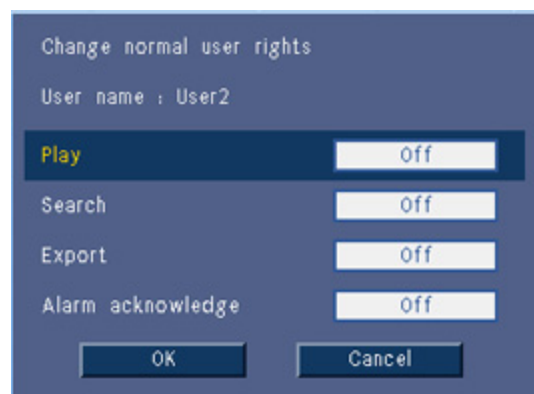 Change normal user rights
User name : User2
Play Off
Search Off
Export Off
Alarm acknowledge Off
OK Cancel